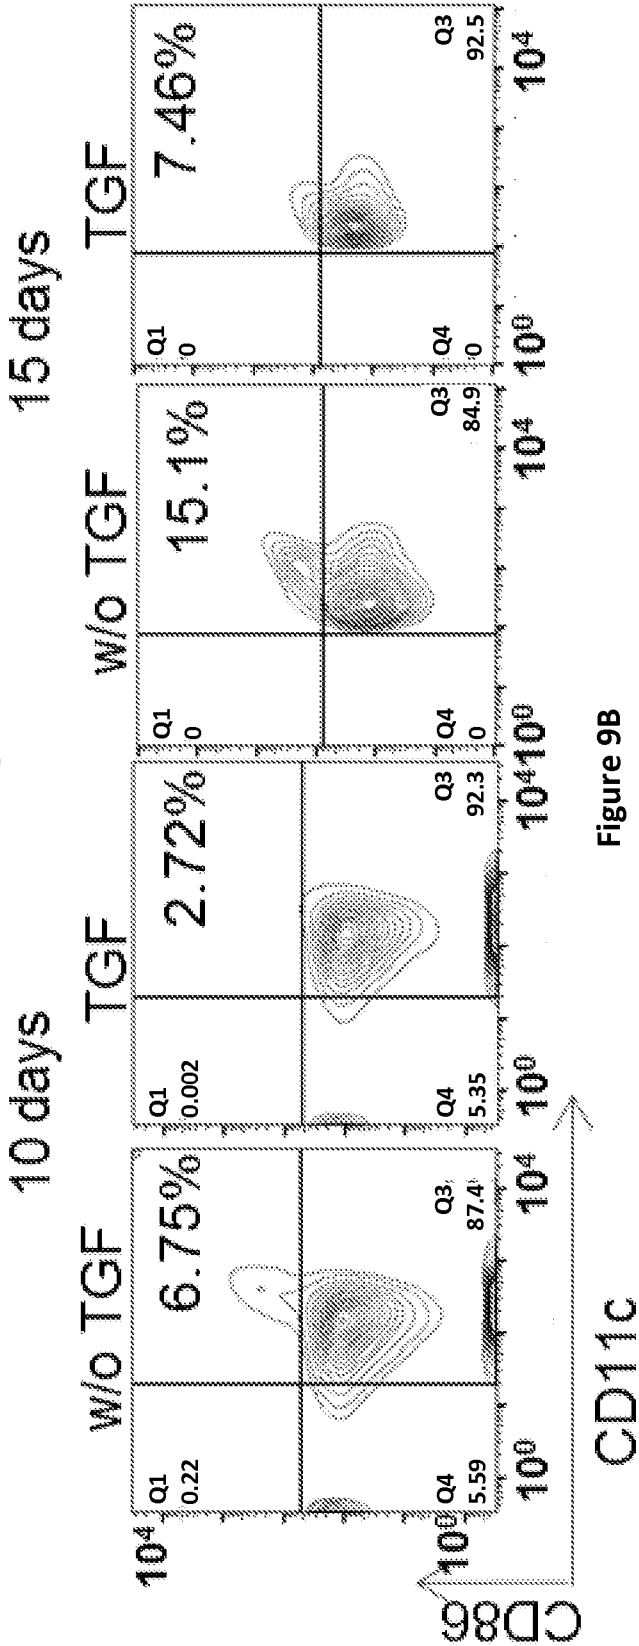 10 days
15 days
w/o TGF
TGF
w/o TGF
TGF
10⁴
Q1
0.22
6.75%
Q1
0.002
2.72%
Q1
0
15.1%
Q1
0
7.46%
Q4
5.59
Q3
87.4
Q4
5.35
Q3
92.3
Q4
0
Q3
84.9
Q4
0
Q3
92.5
10⁰
10⁰
10⁴
10⁰
10⁴
10⁰
10⁴
10⁰
10⁴
CD86
CD11c
Figure 9B